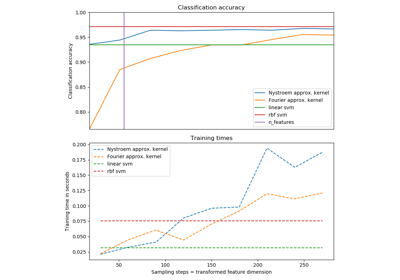 Classification accuracy
1.00
0.95
0.90
0.85
0.80
Classification accuracy
Nystroem approx. kernel
Fourier approx. kernel
linear svm
rbf svm
n_features
Training times
0.200
0.175
0.150
0.125
0.100
0.075
0.050
0.025
Training time in seconds
Nystroem approx. kernel
Fourier approx. kernel
linear svm
rbf svm
50
100
150
200
250
Sampling steps = transformed feature dimension